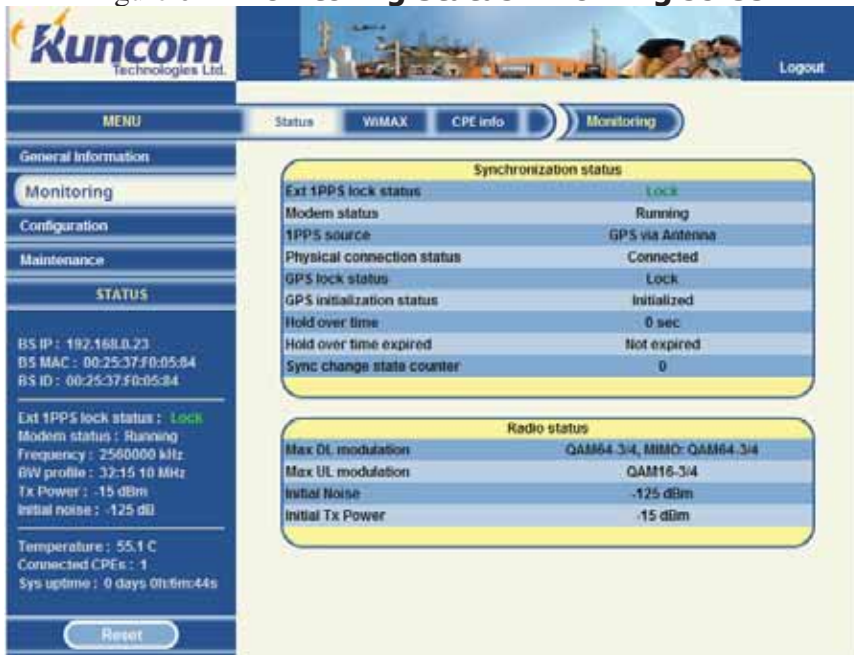 Runcom
Technologies Ltd.
Logout
MENU
Status WiMAX CPE info Monitoring
General Information
Monitoring
Configuration
Maintenance
STATUS
BS IP : 192.168.0.23
BS MAC : 00:25:37:F0:05:84
BS ID : 00:25:37:F0:05:84
Ext 1PPS lock status : Lock
Modem status : Running
Frequency : 2560000 kHz
BW profile : 32:15 10 MHz
Tx Power : -15 dBm
Initial noise : -125 dB
Temperature : 55.1 C
Connected CPEs : 1
Sys uptime : 0 days 0h:6m:44s
Reset
Synchronization status
Ext 1PPS lock status Lock
Modem status Running
1PPS source GPS via Antenna
Physical connection status Connected
GPS lock status Lock
GPS initialization status Initialized
Hold over time 0 sec
Hold over time expired Not expired
Sync change state counter 0
Radio status
Max DL modulation QAM64-3/4, MIMO: QAM64-3/4
Max UL modulation QAM16-3/4
Initial Noise -125 dBm
Initial Tx Power -15 dBm